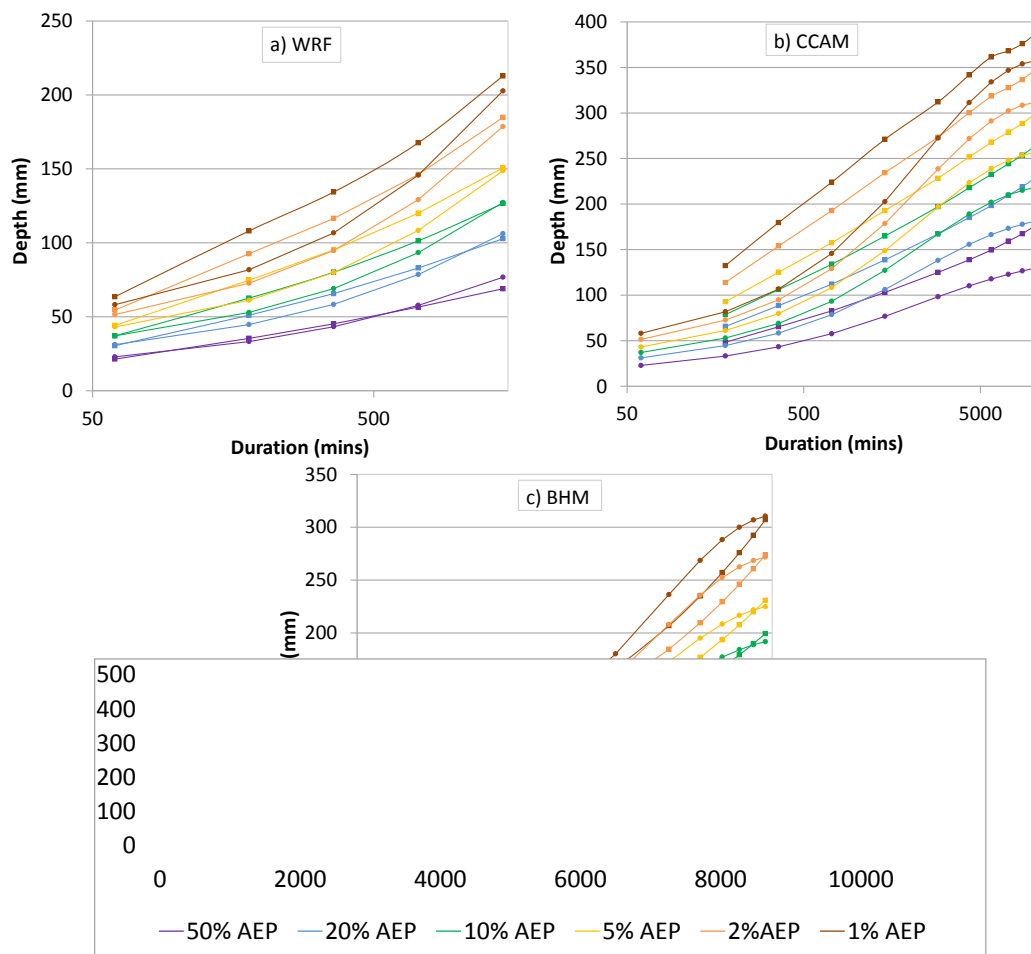 a) WRF
250
200
150
100
50
0
Depth (mm)
50
500
Duration (mins)
b) CCAM
400
350
300
250
200
150
100
50
0
Depth (mm)
50
500
5000
Duration (mins)
c) BHM
350
300
250
200
(mm)
500
400
300
200
100
0
0
2000
4000
6000
8000
10000
50% AEP
20% AEP
10% AEP
5% AEP
2%AEP
1% AEP